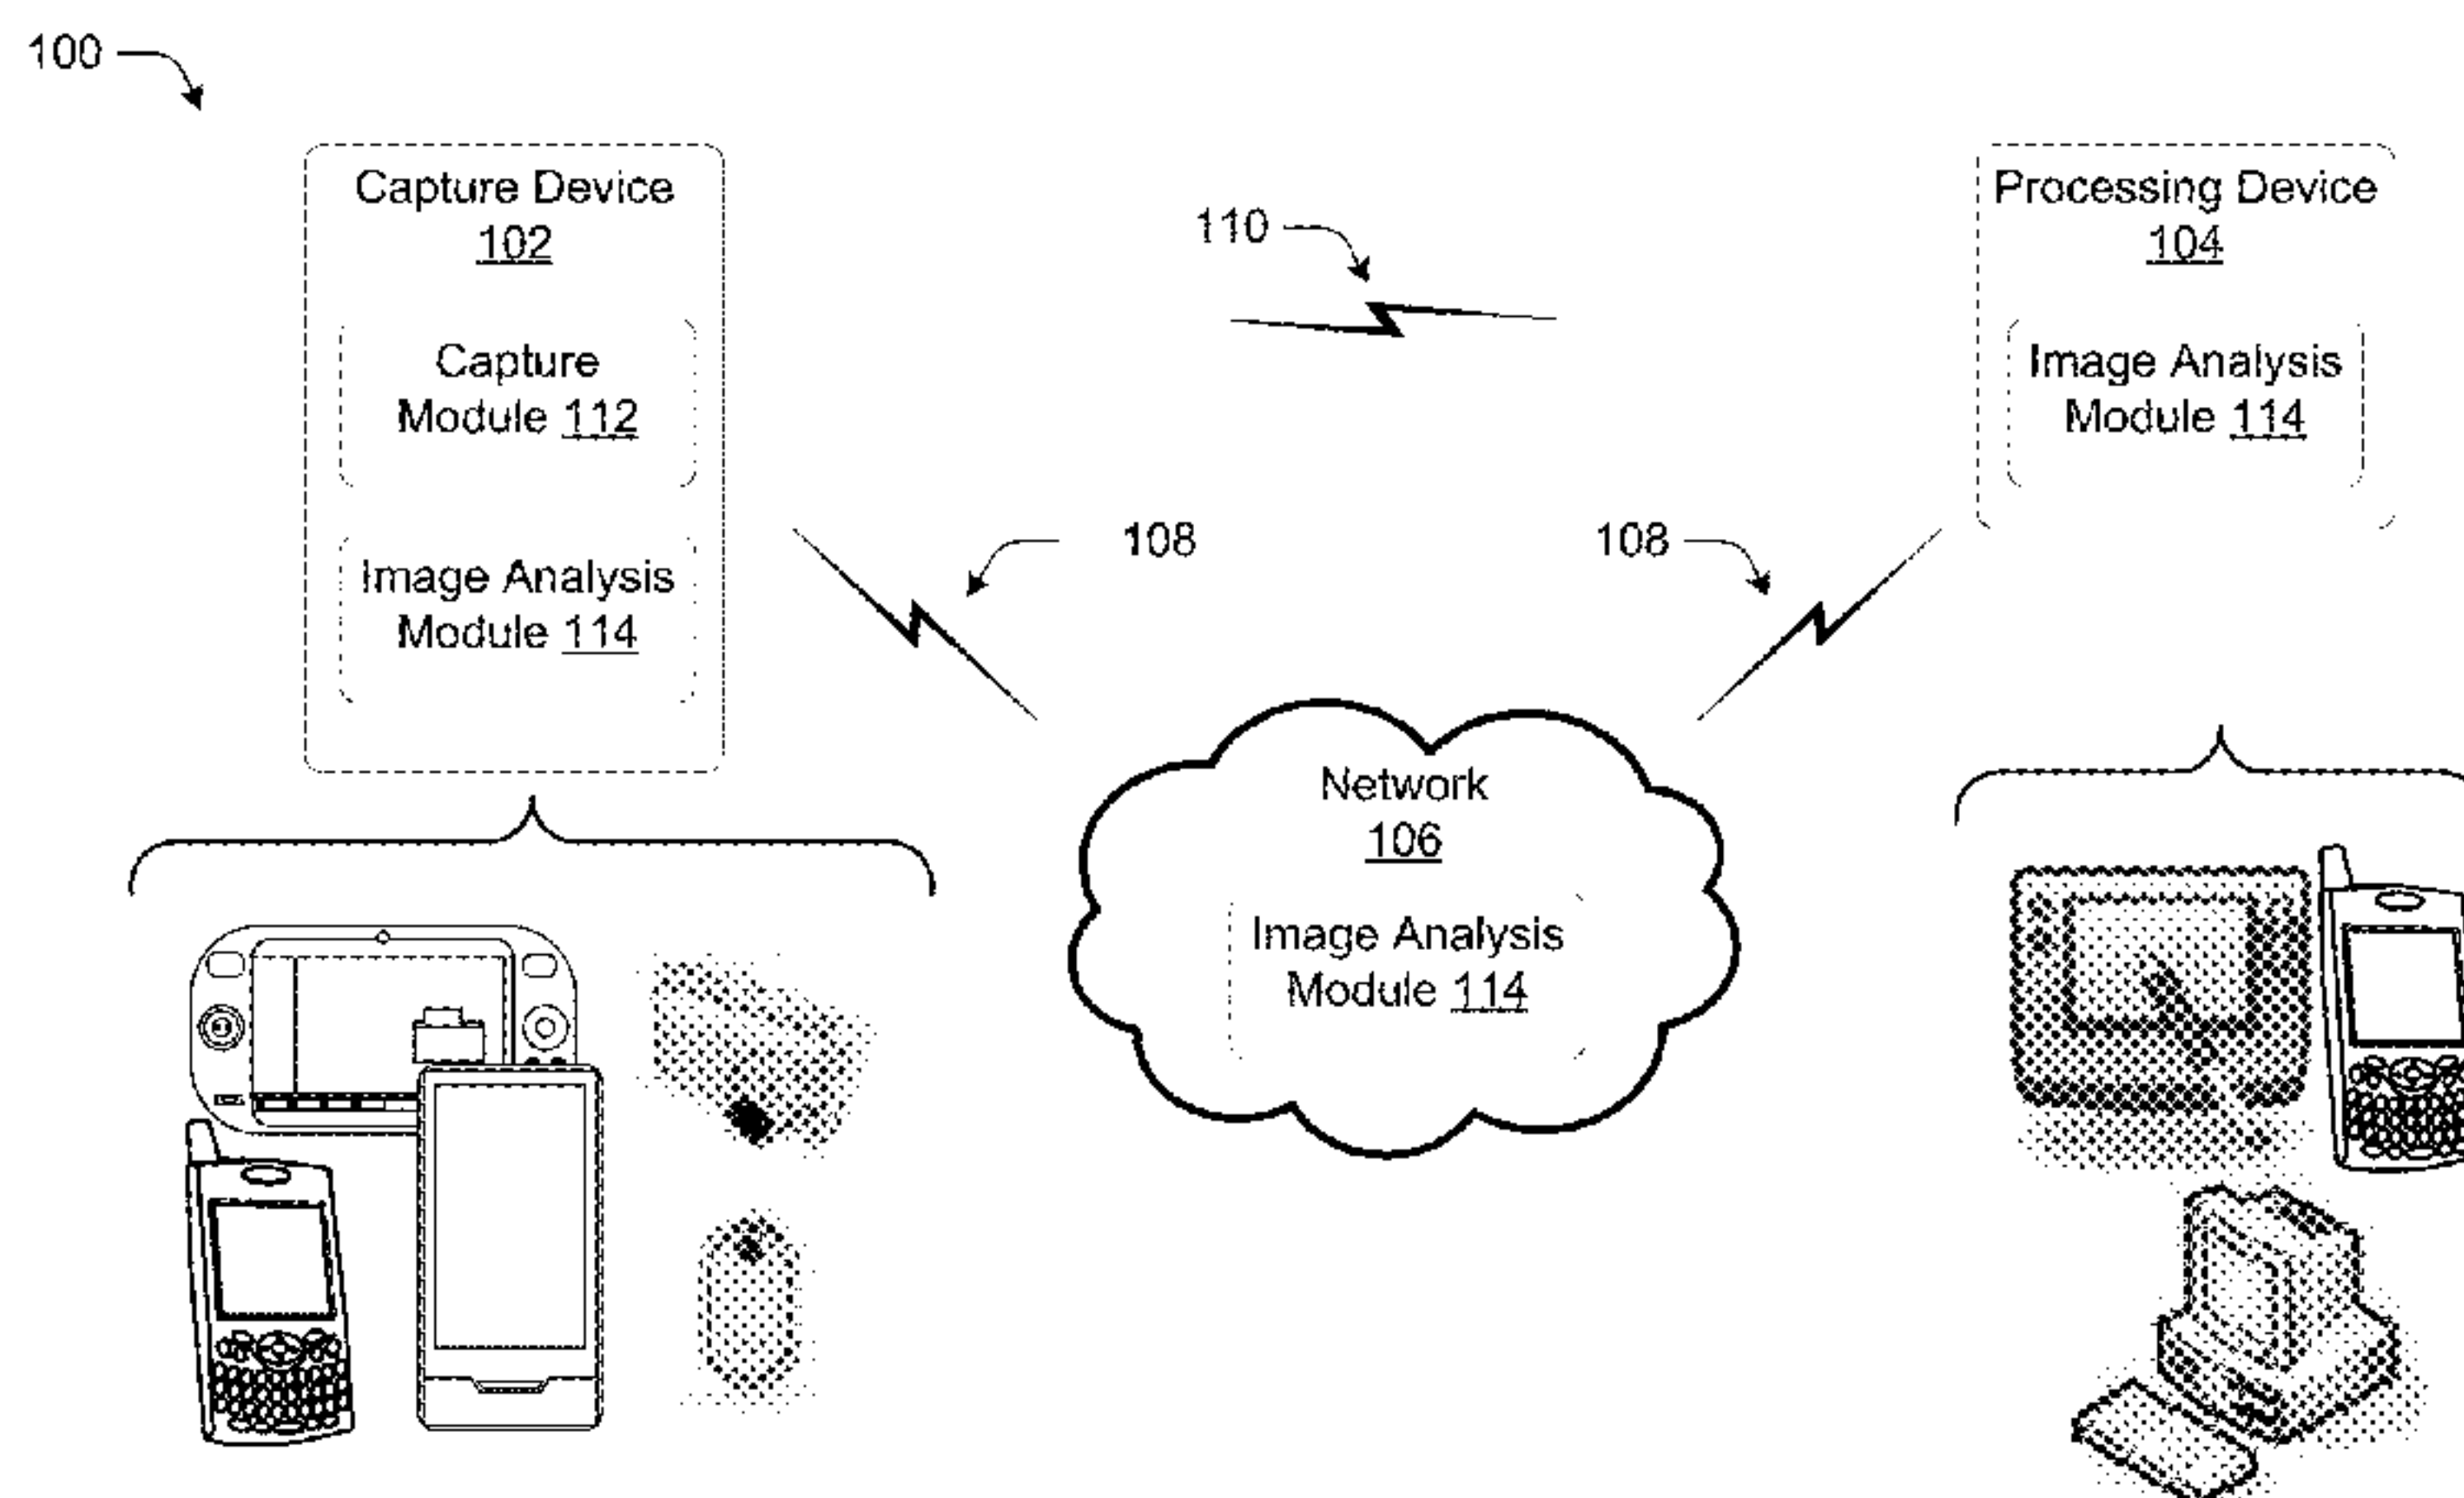 100
Capture Device
102
Capture
Module 112
Image Analysis
Module 114
110
Processing Device
104
Image Analysis
Module 114
108
108
Network
106
Image Analysis
Module 114